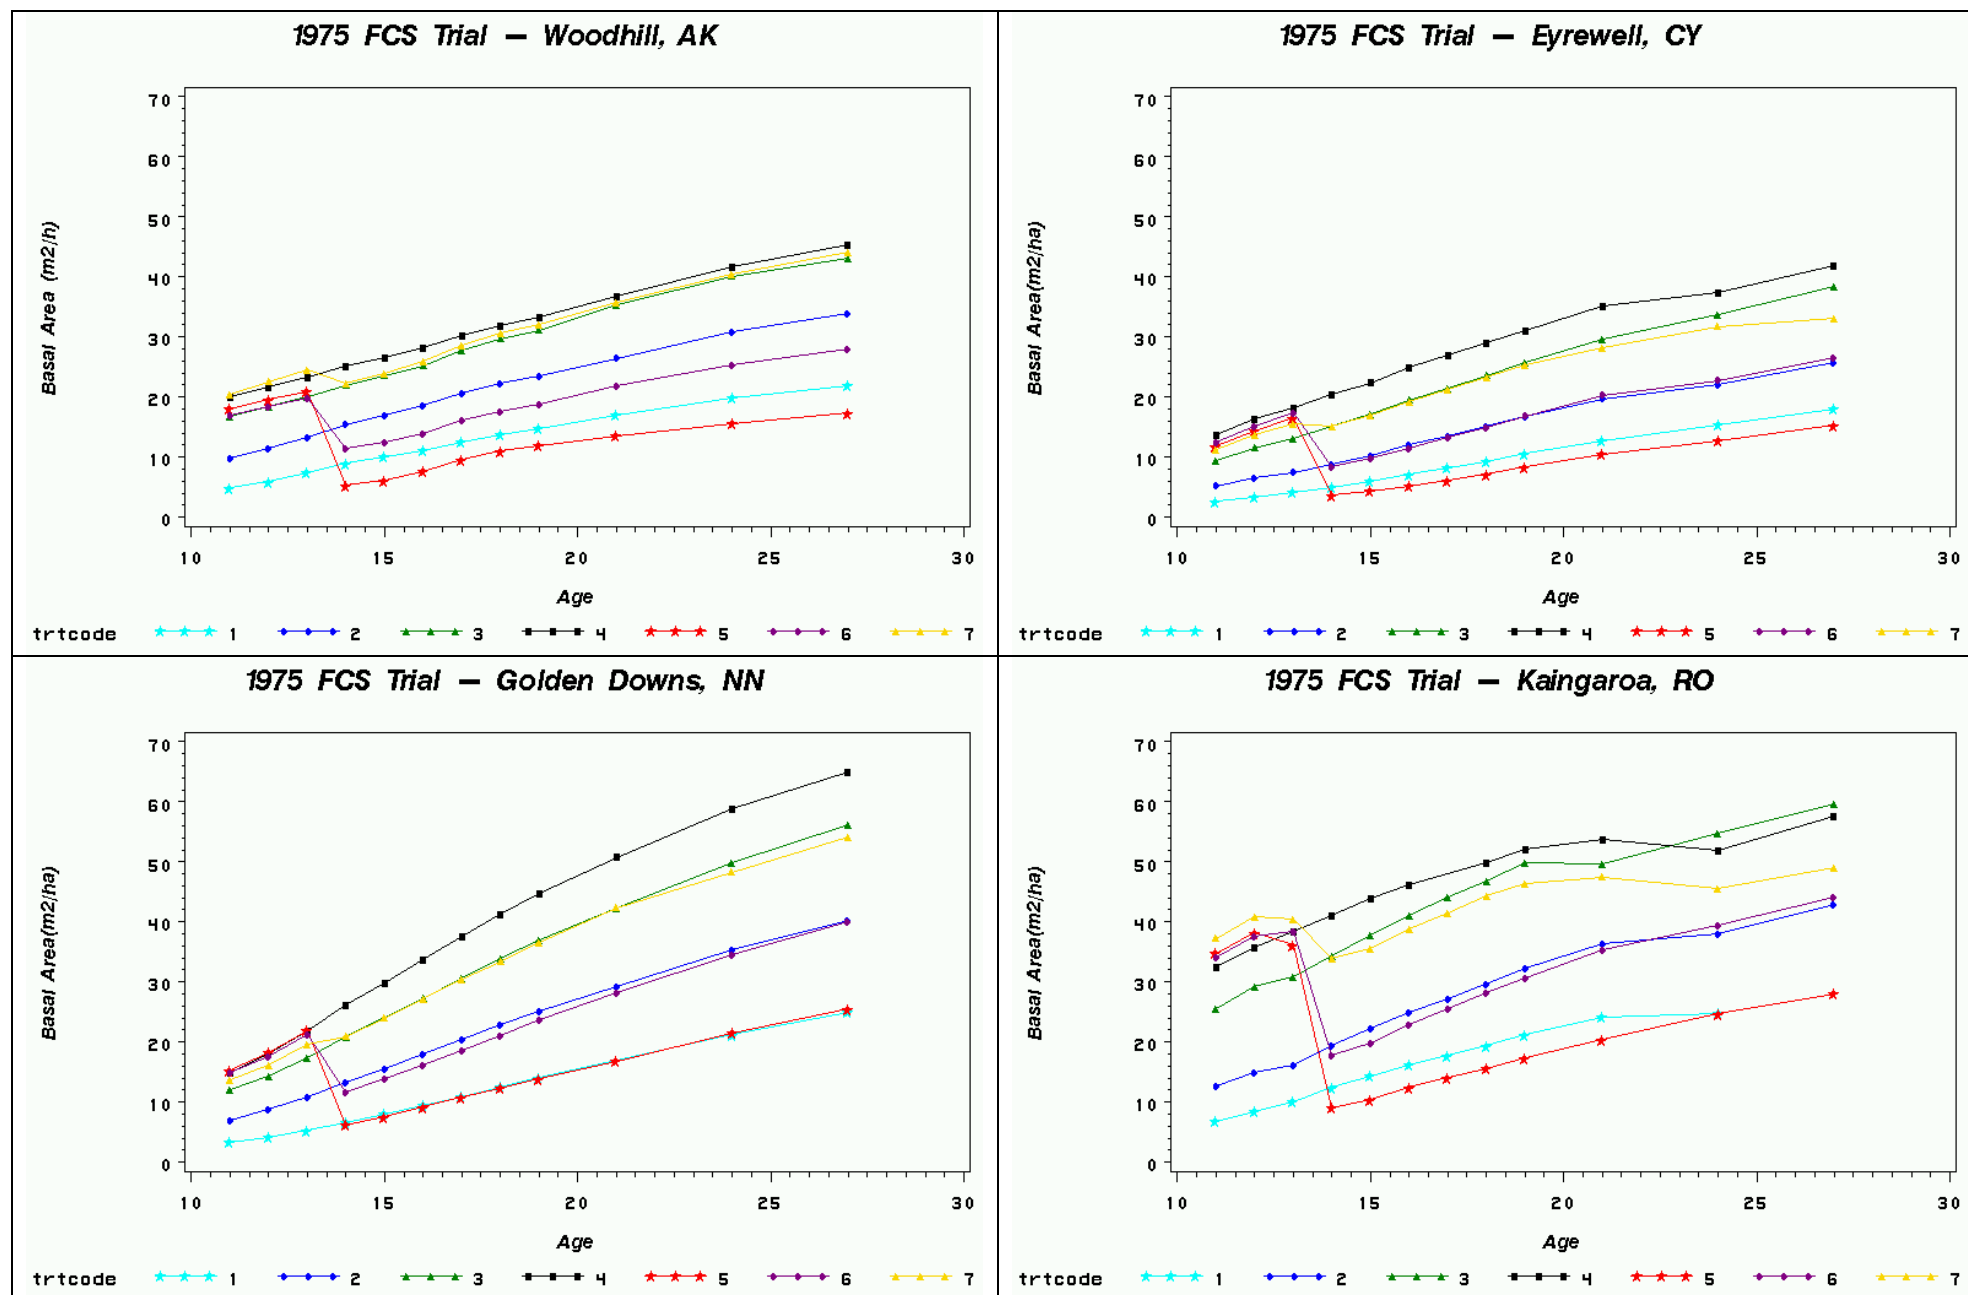 1975 FCS Trial – Woodhill, AK
70
60
50
40
30
20
10
0
Basal Area (m2/h)
10 15 20 25 30
Age
trtcode 1 2 3 4 5 6 7
1975 FCS Trial – Eyrewell, CY
70
60
50
40
30
20
10
0
Basal Area(m2/ha)
10 15 20 25 30
Age
trtcode 1 2 3 4 5 6 7
1975 FCS Trial – Golden Downs, NN
70
60
50
40
30
20
10
0
Basal Area(m2/ha)
10 15 20 25 30
Age
trtcode 1 2 3 4 5 6 7
1975 FCS Trial – Kaingaroa, RO
70
60
50
40
30
20
10
0
Basal Area(m2/ha)
10 15 20 25 30
Age
trtcode 1 2 3 4 5 6 7